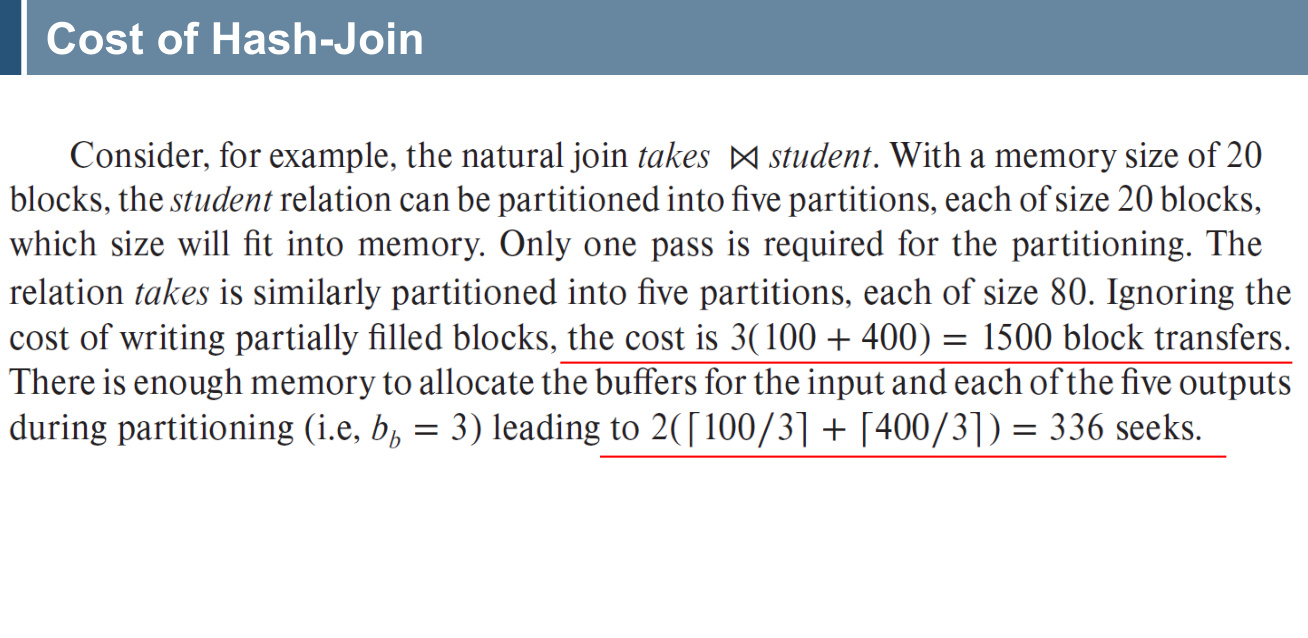 Cost of Hash-Join
Consider, for example, the natural join takes ⋈ student. With a memory size of 20
blocks, the student relation can be partitioned into five partitions, each of size 20 blocks,
which size will fit into memory. Only one pass is required for the partitioning. The
relation takes is similarly partitioned into five partitions, each of size 80. Ignoring the
cost of writing partially filled blocks, the cost is 3(100 + 400) = 1500 block transfers.
There is enough memory to allocate the buffers for the input and each of the five outputs
during partitioning (i.e, b_b = 3) leading to 2(⌈100/3⌉ + ⌈400/3⌉) = 336 seeks.